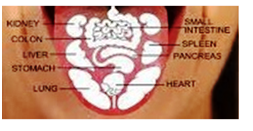 KIDNEY
COLON
LIVER
STOMACH
LUNG
SMALL
INTESTINE
SPLEEN
PANCREAS
HEART